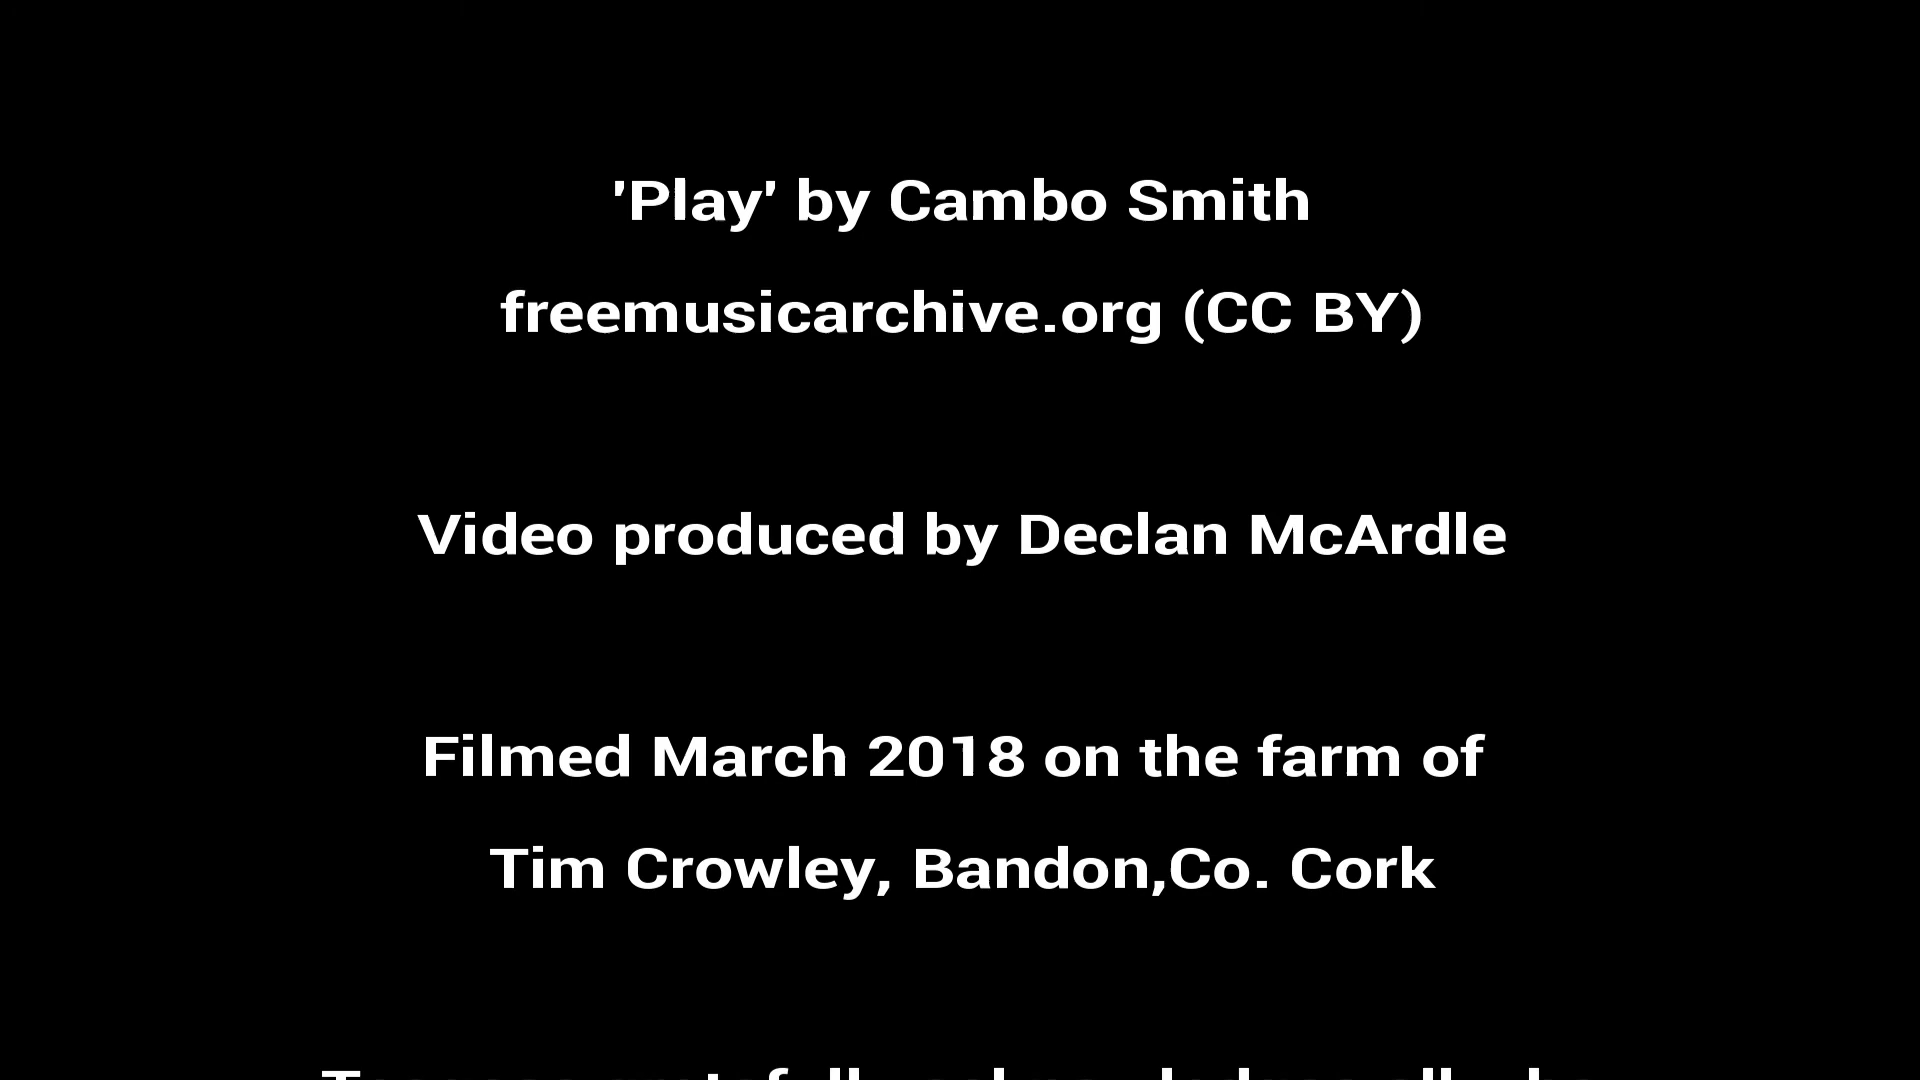 'Play' by Cambo Smith
freemusicarchive.org (CC BY)
Video produced by Declan McArdle
Filmed March 2018 on the farm of
Tim Crowley, Bandon,Co. Cork